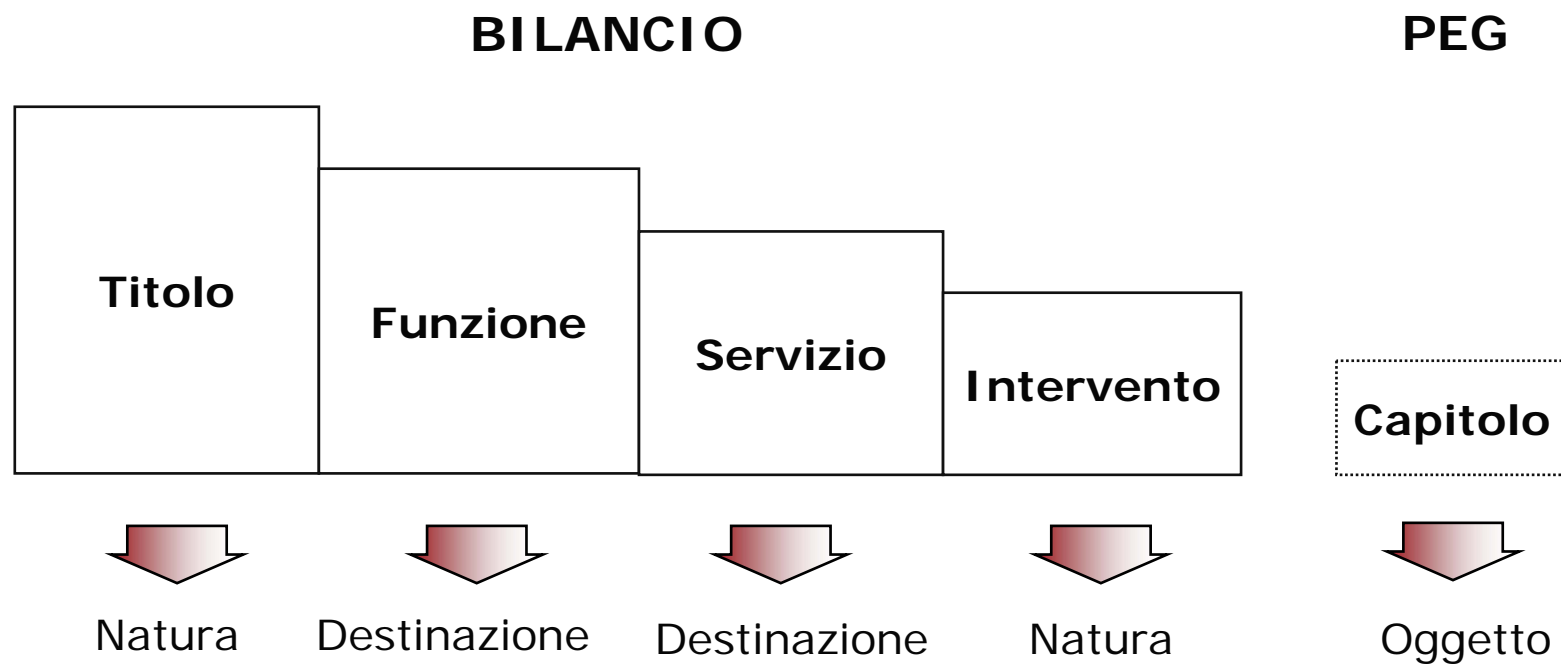 BILANCIO PEG
Titolo
Funzione
Servizio
Intervento
Capitolo
Natura Destinazione Destinazione Natura Oggetto